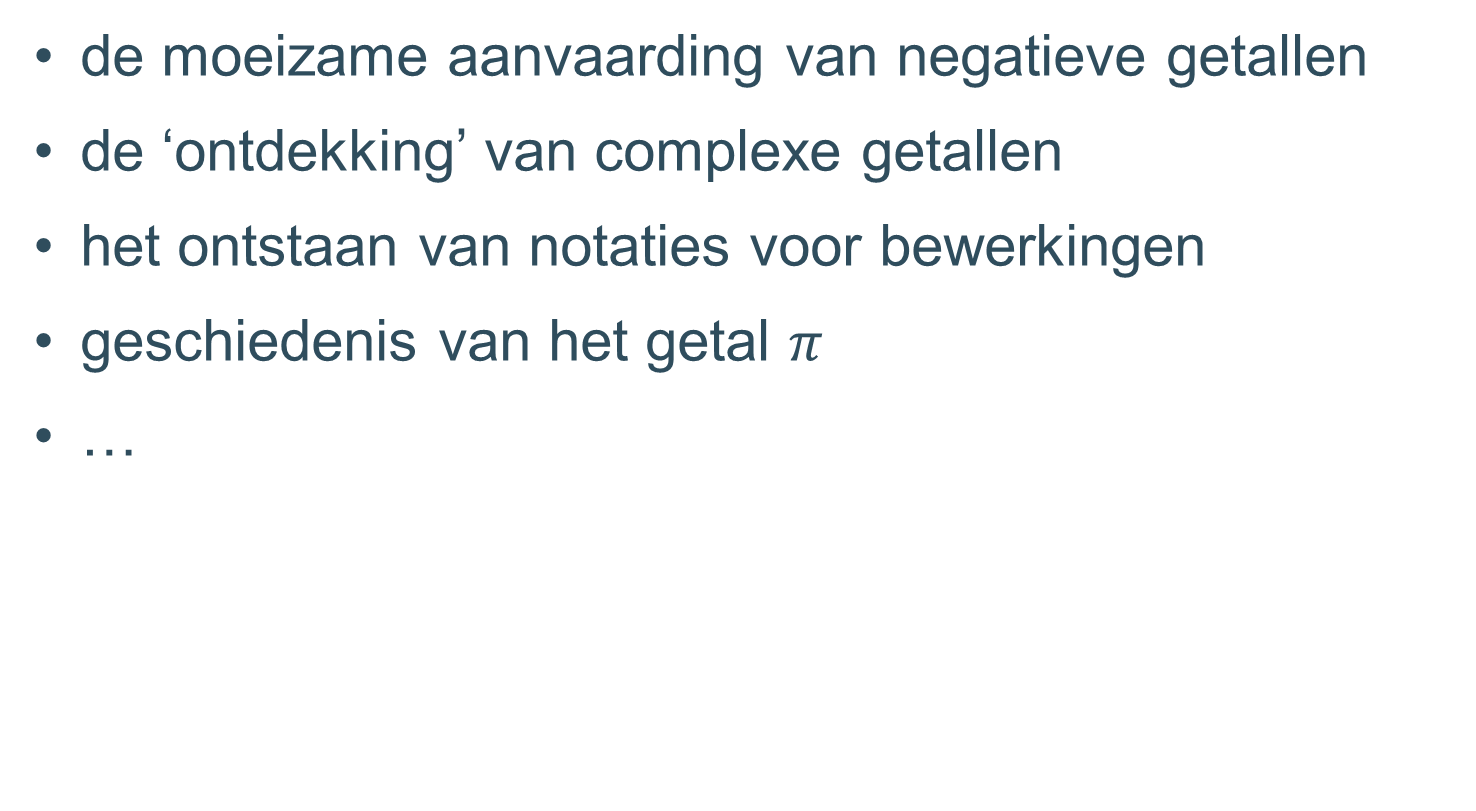 • de moeizame aanvaarding van negatieve getallen
• de ‘ontdekking’ van complexe getallen
• het ontstaan van notaties voor bewerkingen
• geschiedenis van het getal 𝜋
• …